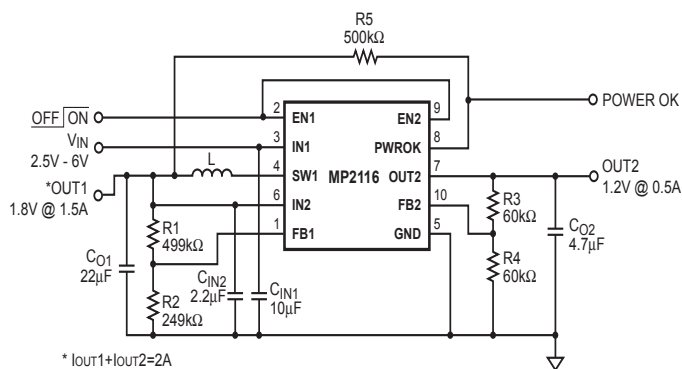 R5
500kΩ
OFF ON
2
EN1
EN2
9
POWER OK
VIN
2.5V - 6V
3
IN1
PWROK
8
*OUT1
1.8V @ 1.5A
L
4
SW1
MP2116
OUT2
7
OUT2
1.2V @ 0.5A
6
IN2
FB2
10
R3
60kΩ
1
FB1
GND
5
R1
499kΩ
CO1
22µF
R2
249kΩ
CIN2
2.2µF
CIN1
10µF
R4
60kΩ
CO2
4.7µF
* IOUT1+IOUT2=2A